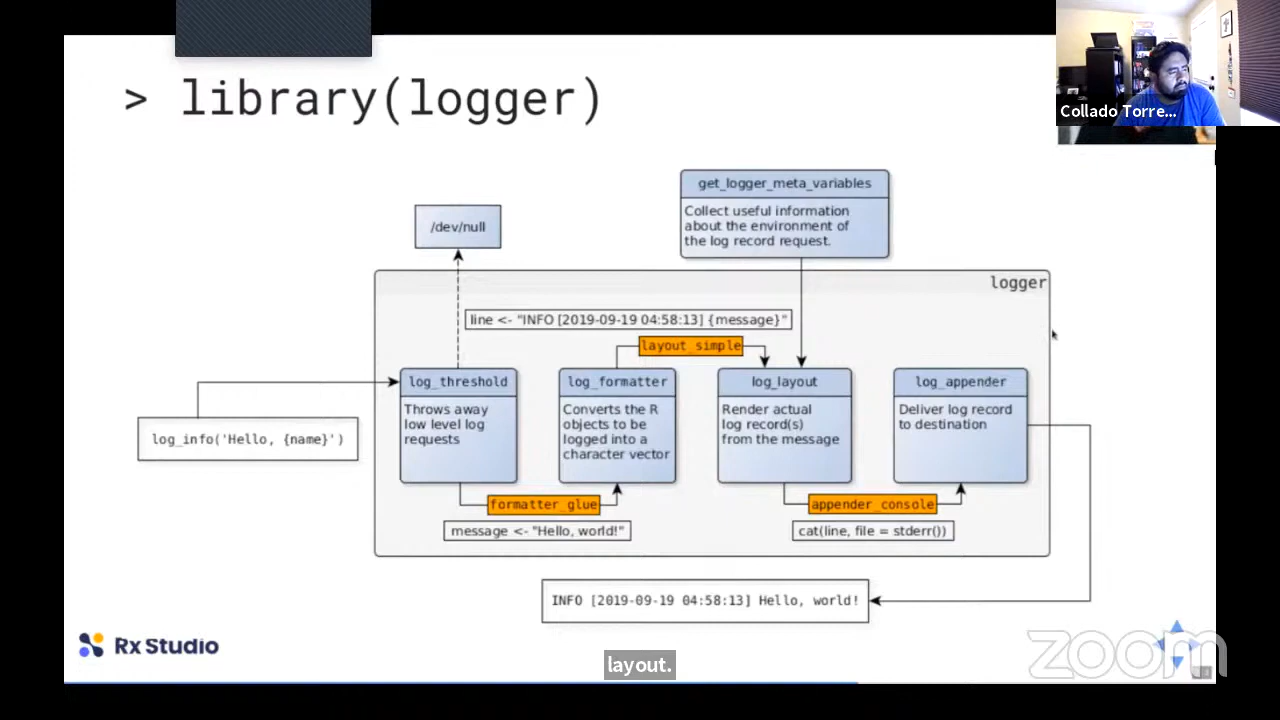 > library(logger)
Collado Torre...
get_logger_meta_variables
Collect useful information
about the environment of
the log record request.
/dev/null
logger
line <- "INFO [2019-09-19 04:58:13] {message}"
layout_simple
log_threshold
Throws away
low level log
requests
log_formatter
Converts the R
objects to be
logged into a
character vector
log_layout
Render actual
log record(s)
from the message
log_appender
Deliver log record
to destination
log_info('Hello, {name}')
formatter_glue
message <- "Hello, world!"
appender_console
cat(line, file = stderr())
INFO [2019-09-19 04:58:13] Hello, world!
Rx Studio
layout.
zoom